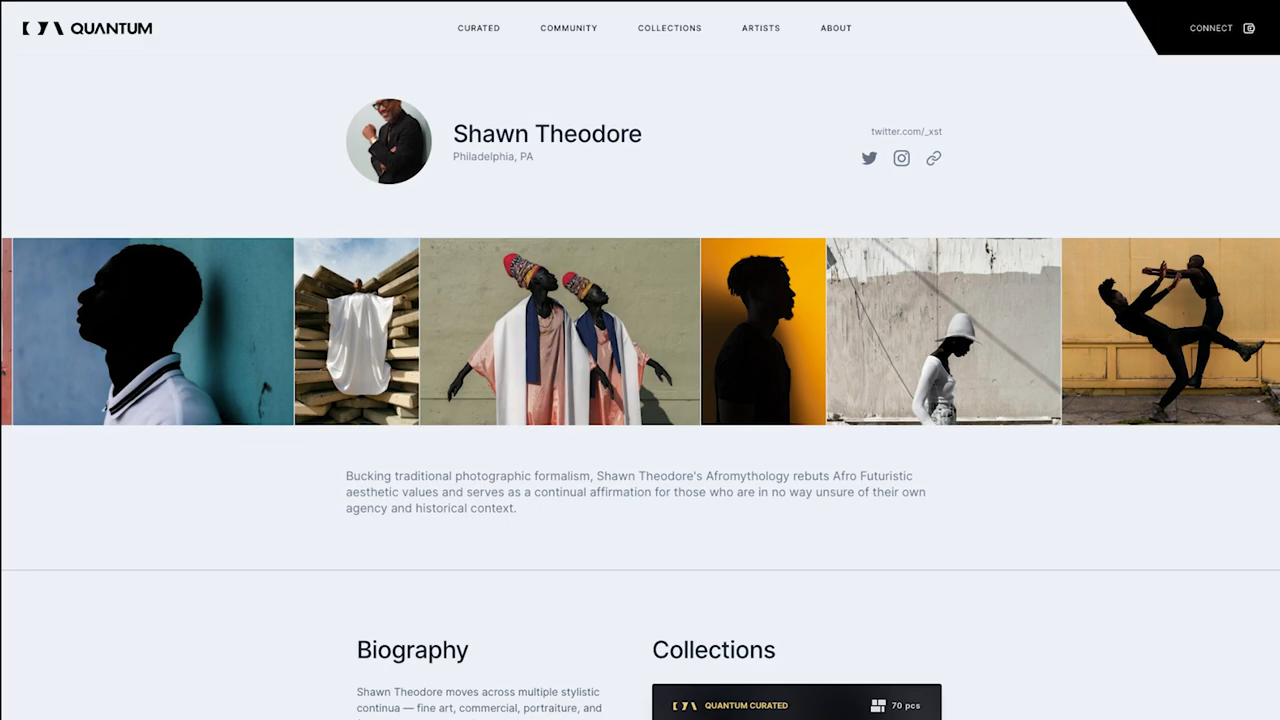 QUANTUM
CURATED
COMMUNITY
COLLECTIONS
ARTISTS
ABOUT
CONNECT
Shawn Theodore
Philadelphia, PA
twitter.com/_xst
Bucking traditional photographic formalism, Shawn Theodore's Afromythology rebuts Afro Futuristic
aesthetic values and serves as a continual affirmation for those who are in no way unsure of their own
agency and historical context.
Biography
Shawn Theodore moves across multiple stylistic
continua — fine art, commercial, portraiture, and
Collections
QUANTUM CURATED
70 pcs